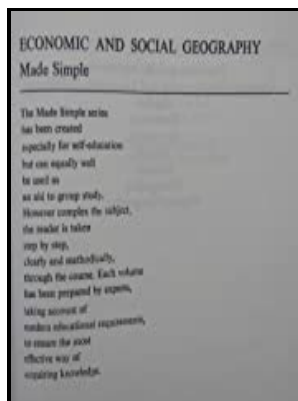 ECONOMIC AND SOCIAL GEOGRAPHY
Made Simple
The Made Simple series
has been created
especially for self-education
but can equally well
be used as
an aid to group study.
However complex the subject,
the reader is taken
step by step,
clearly and methodically,
through the course. Each volume
has been prepared by experts,
taking account of
modern educational requirements,
to ensure the most
effective way of
acquiring knowledge.